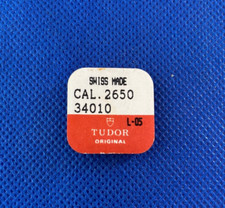 SWISS MADE
CAL. 2650
34010
L-05
TUDOR
ORIGINAL